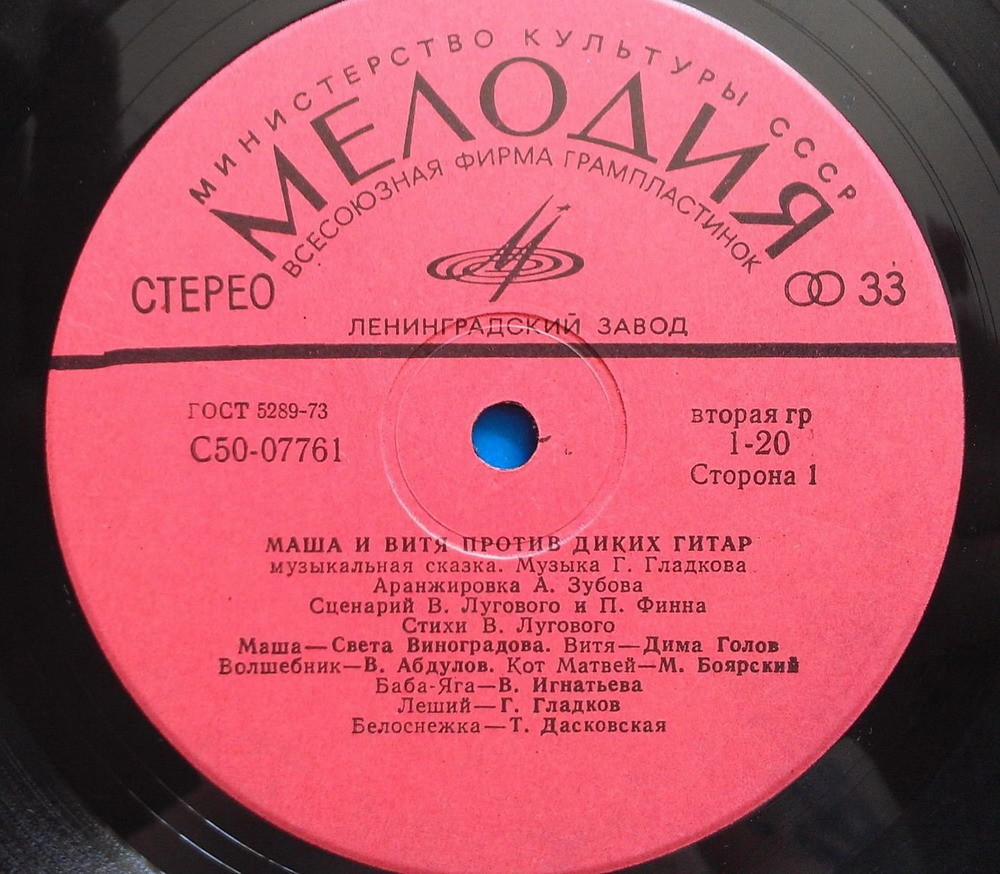 МИНИСТЕРСТВО КУЛЬТУРЫ СССР
МЕЛОДИЯ
ВСЕСОЮЗНАЯ ФИРМА ГРАМПЛАСТИНОК
СТЕРЕО
33
ЛЕНИНГРАДСКИЙ ЗАВОД
ГОСТ 5289-73
С50-07761
вторая гр
1-20
Сторона 1
МАША И ВИТЯ ПРОТИВ ДИКИХ ГИТАР
музыкальная сказка. Музыка Г. Гладкова
Аранжировка А. Зубова
Сценарий В. Лугового и П. Финна
Стихи В. Лугового
Маша—Света Виноградова. Витя—Дима Голов
Волшебник—В. Абдулов. Кот Матвей—М. Боярский
Баба-Яга—В. Игнатьева
Леший—Г. Гладков
Белоснежка—Т. Дасковская